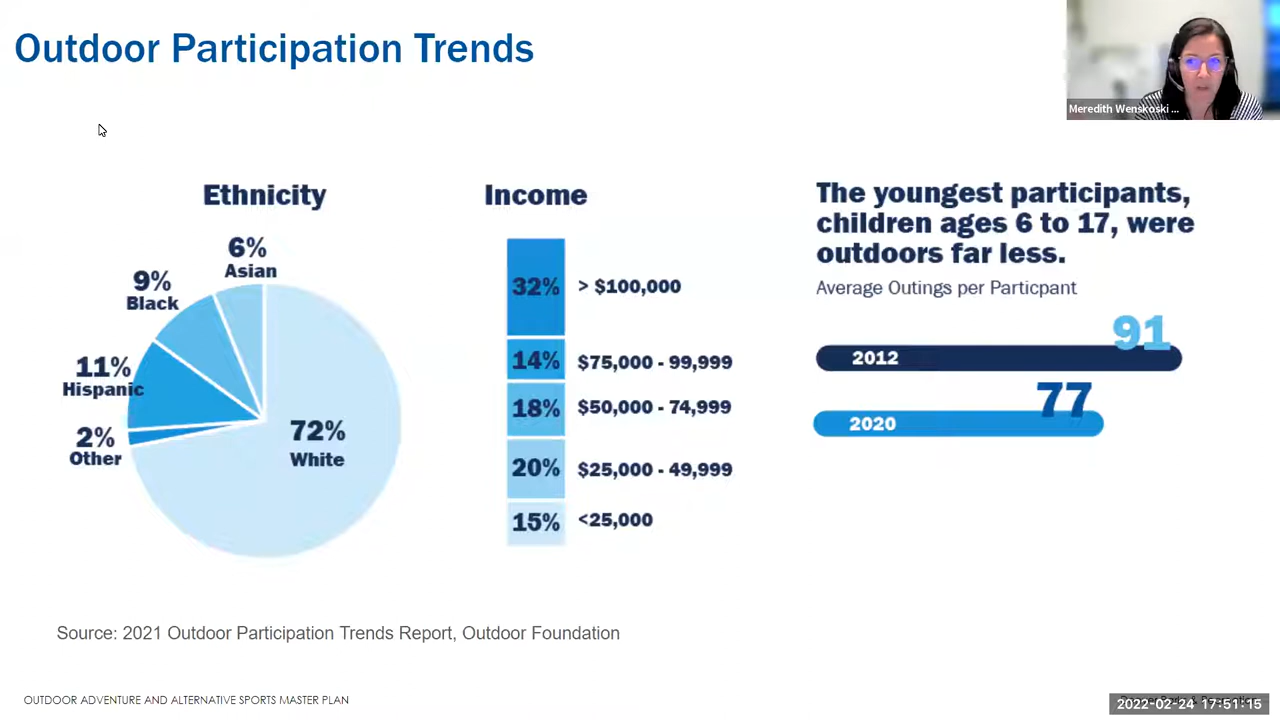 Outdoor Participation Trends
Meredith Wenskoski ...
Ethnicity
6%
Asian
9%
Black
11%
Hispanic
2%
Other
72%
White
Income
32% > $100,000
14% $75,000 - 99,999
18% $50,000 - 74,999
20% $25,000 - 49,999
15% <25,000
The youngest participants,
children ages 6 to 17, were
outdoors far less.
Average Outings per Particpant
91
2012
77
2020
Source: 2021 Outdoor Participation Trends Report, Outdoor Foundation
OUTDOOR ADVENTURE AND ALTERNATIVE SPORTS MASTER PLAN
2022-02-24 17:51:15